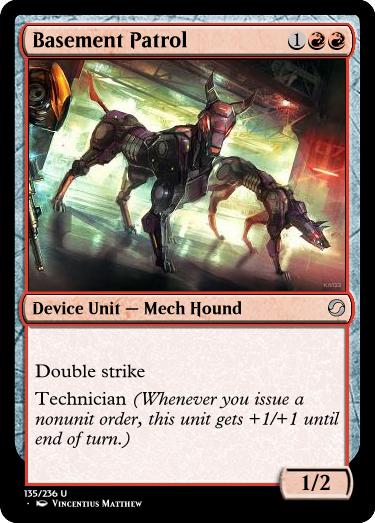 Basement Patrol 1
Device Unit — Mech Hound
Double strike
Technician (Whenever you issue a
nonunit order, this unit gets +1/+1 until
end of turn.)
1/2
135/236 U
· Vincentius Matthew